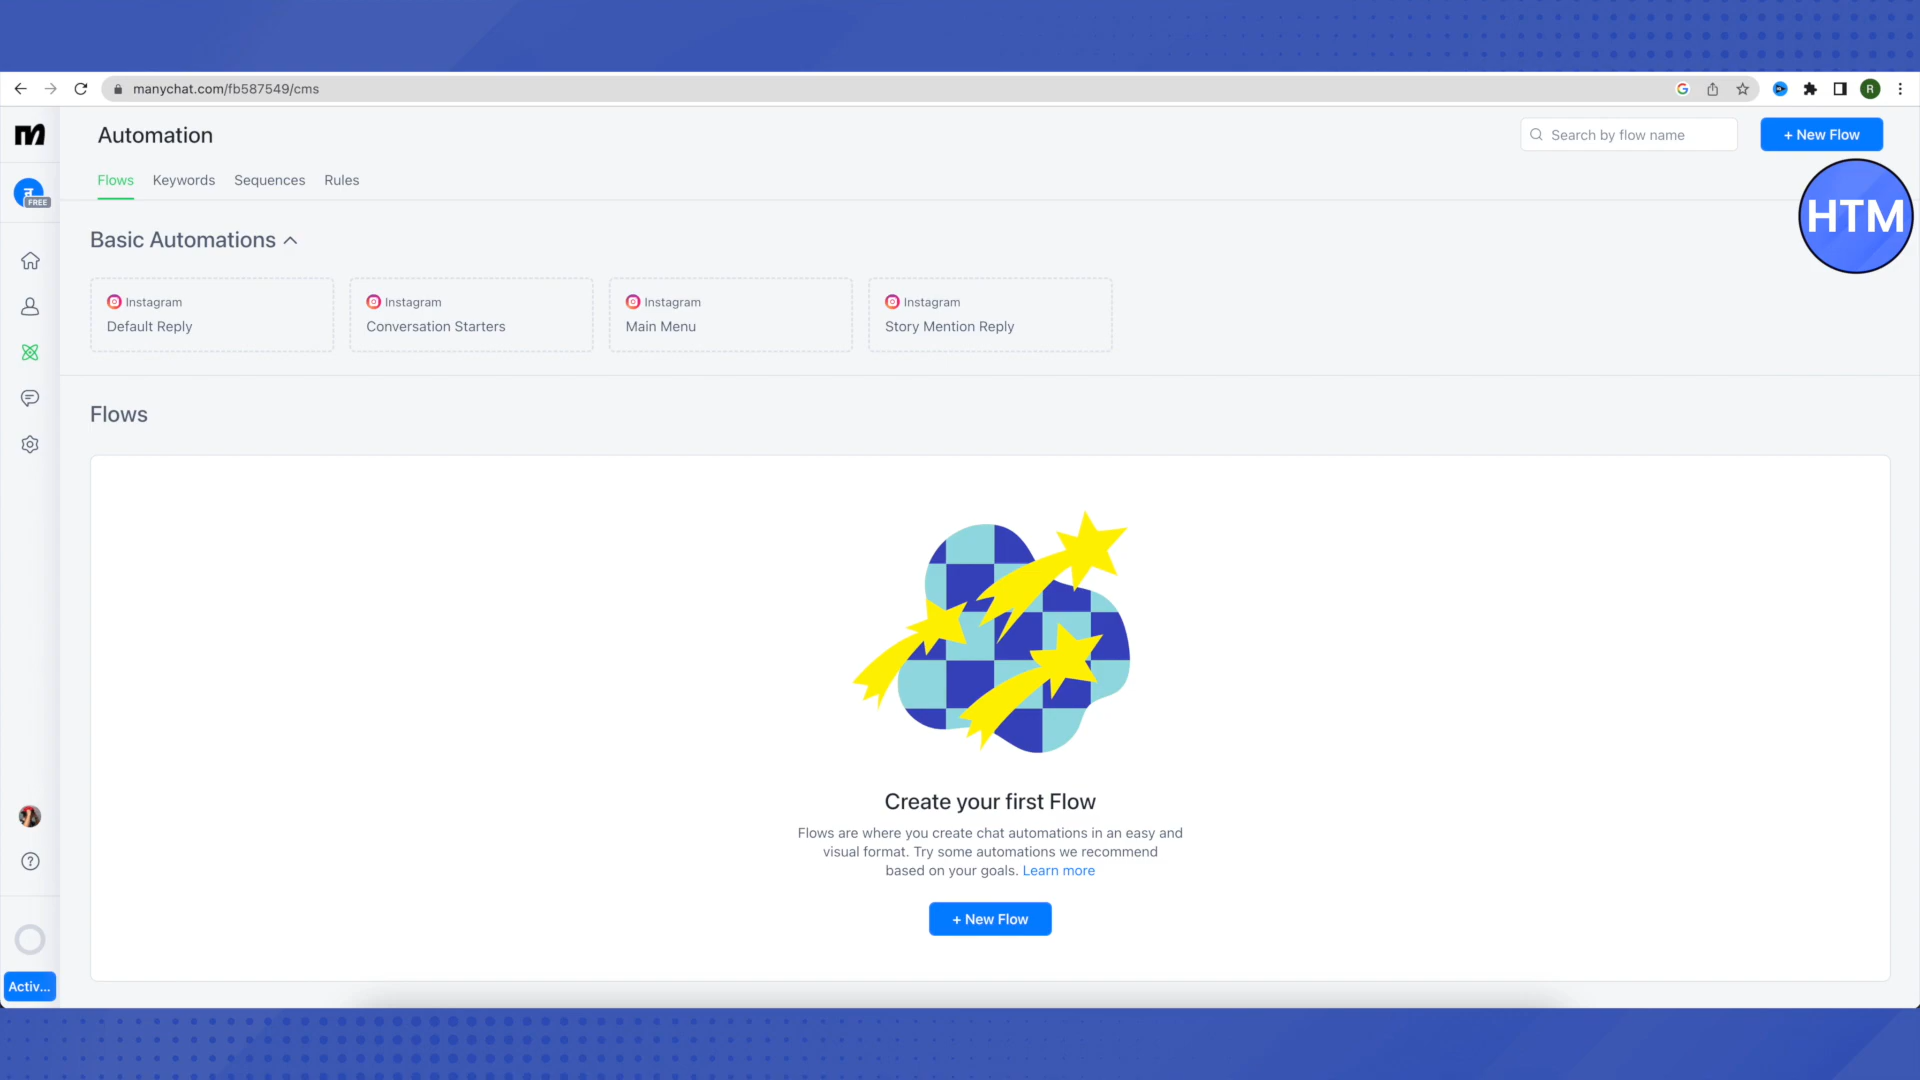 manychat.com/fb587549/cms
R
Automation
Search by flow name
+ New Flow
Flows
Keywords
Sequences
Rules
HTM
FREE
Basic Automations
Instagram
Default Reply
Instagram
Conversation Starters
Instagram
Main Menu
Instagram
Story Mention Reply
Flows
Create your first Flow
Flows are where you create chat automations in an easy and
visual format. Try some automations we recommend
based on your goals. Learn more
+ New Flow
Activ...